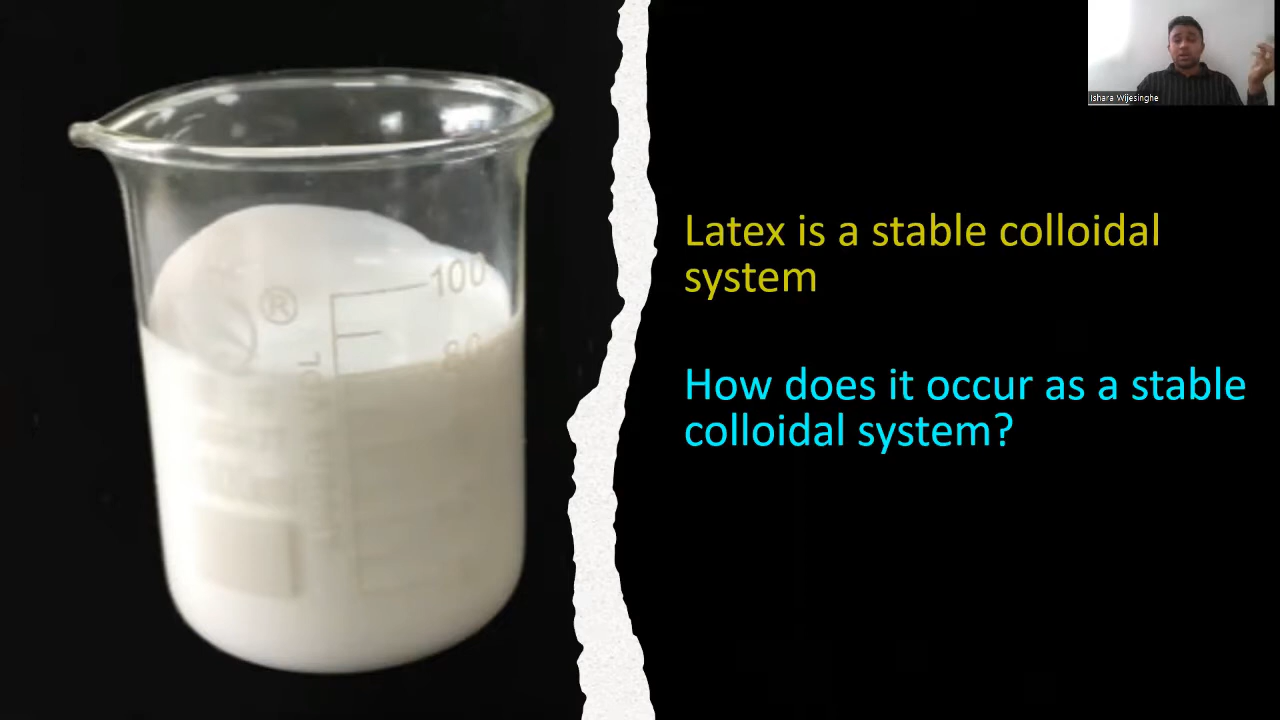 Ishara Wijesinghe
Latex is a stable colloidal
system
How does it occur as a stable
colloidal system?
®
100
80